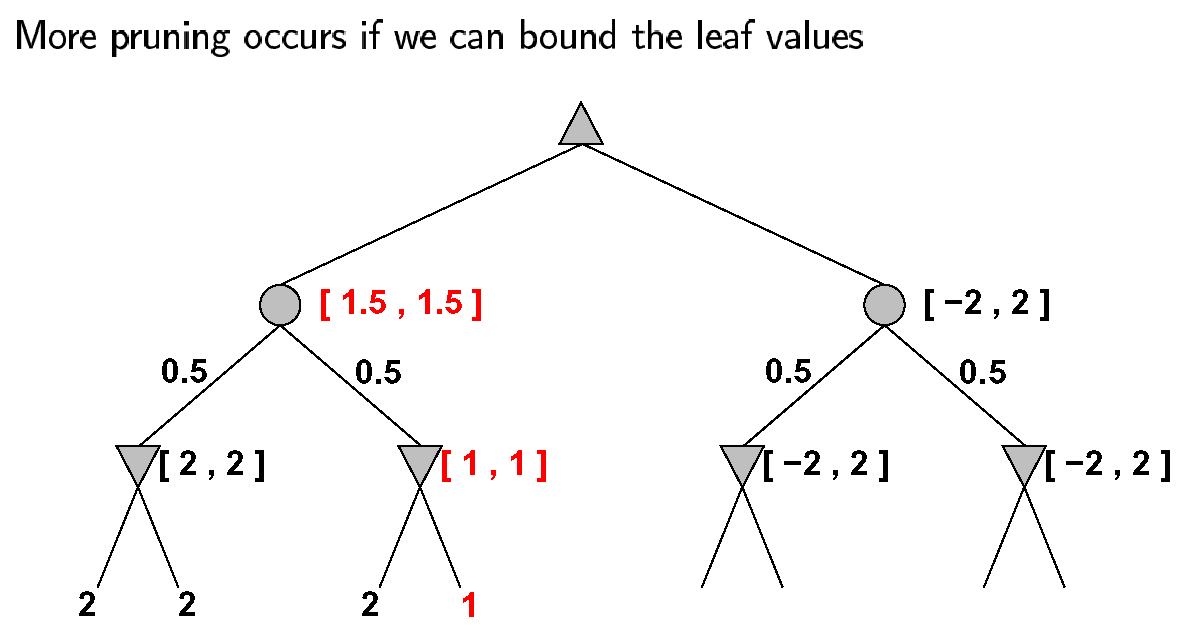 More pruning occurs if we can bound the leaf values
[ 1.5 , 1.5 ] [ −2 , 2 ]
0.5 0.5 0.5 0.5
[ 2 , 2 ] [ 1 , 1 ] [ −2 , 2 ] [ −2 , 2 ]
2 2 2 1